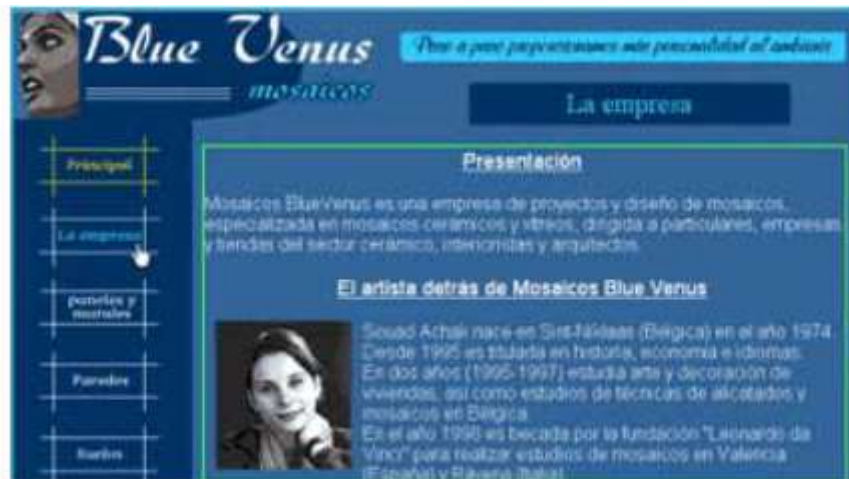 Blue Venus
mosaicos
Paso a paso proporcionamos más personalidad al ambiente
La empresa
Principal
La empresa
paneles y
murales
Paredes
Suelos
Presentación
Mosaicos BlueVenus es una empresa de proyectos y diseño de mosaicos,
especializada en mosaicos cerámicos y vítreos, dirigida a particulares, empresas
y tiendas del sector cerámico, interioristas y arquitectos.
El artista detrás de Mosaicos Blue Venus
Souad Achak nace en Sint-Niklaas (Bélgica) en el año 1974.
Desde 1995 es titulada en historia, economía e idiomas.
En dos años (1995-1997) estudia arte y decoración de
viviendas, así como estudios de técnicas de alicatados y
mosaicos en Bélgica.
En el año 1998 es becada por la fundación "Leonardo da
Vinci" para realizar estudios de mosaicos en Valencia
(España) y Ravena (Italia)